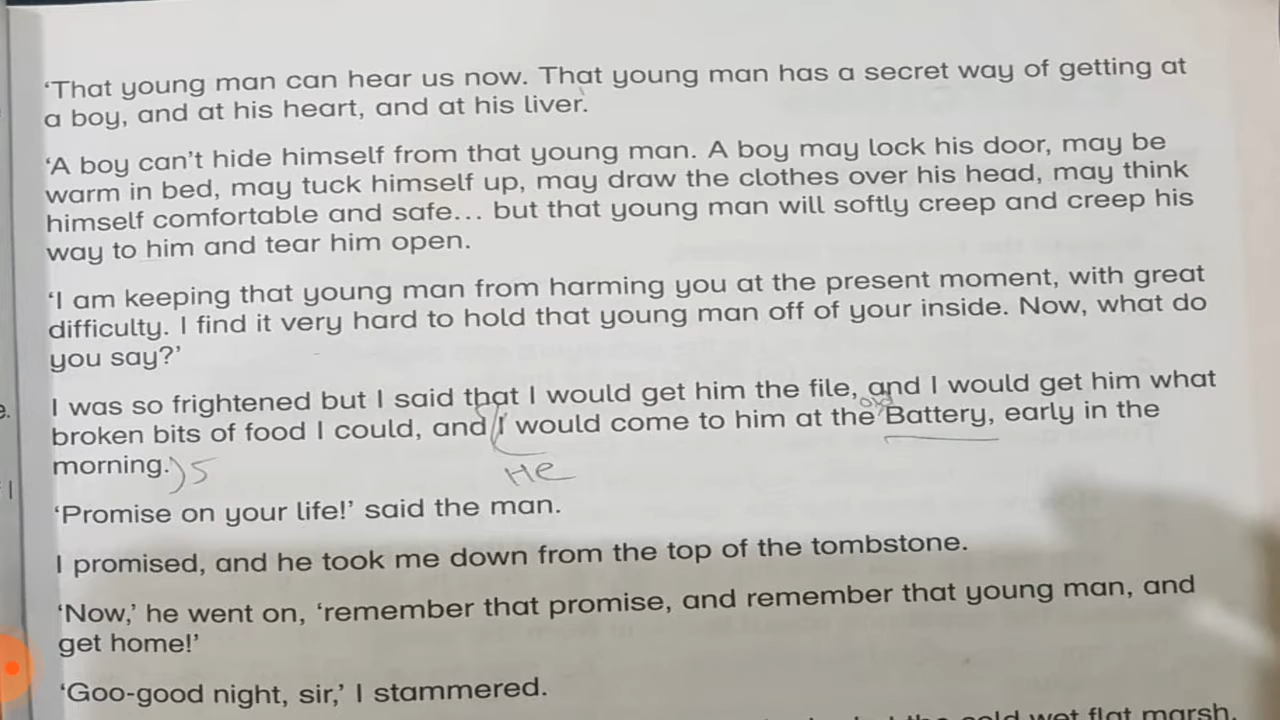 ‘That young man can hear us now. That young man has a secret way of getting at
a boy, and at his heart, and at his liver.
‘A boy can’t hide himself from that young man. A boy may lock his door, may be
warm in bed, may tuck himself up, may draw the clothes over his head, may think
himself comfortable and safe... but that young man will softly creep and creep his
way to him and tear him open.
‘I am keeping that young man from harming you at the present moment, with great
difficulty. I find it very hard to hold that young man off of your inside. Now, what do
you say?’
I was so frightened but I said that I would get him the file, and I would get him what
old
broken bits of food I could, and I would come to him at the Battery, early in the
morning.) 5
He
‘Promise on your life!’ said the man.
I promised, and he took me down from the top of the tombstone.
‘Now,’ he went on, ‘remember that promise, and remember that young man, and
get home!’
‘Goo-good night, sir,’ I stammered.
cold wet flat marsh,